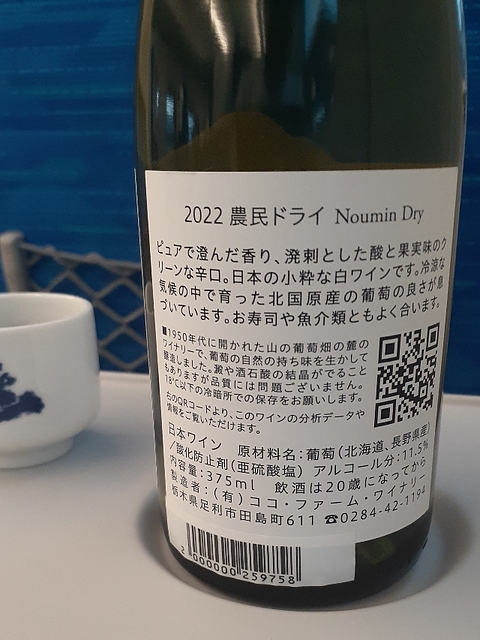 2022 農民ドライ Noumin Dry
ピュアで澄んだ香り、溌剌とした酸と果実味のク
リーンな辛口。日本の小粋な白ワインです。冷涼な
気候の中で育った北国原産の葡萄の良さが息
づいています。お寿司や魚介類ともよく合います。
■1950年代に開かれた山の葡萄畑の麓の
ワイナリーで、葡萄の自然の持ち味を生かして
醸造しました。澱や酒石酸の結晶がでること
もありますが品質には問題ございません。
18℃以下の冷暗所での保存をお願いします。
右のQRコードより、このワインの分析データや
情報をご覧いただけます。
日本ワイン 原材料名：葡萄(北海道、長野県産)
/酸化防止剤(亜硫酸塩) アルコール分：11.5%
内容量：375ml 飲酒は20歳になってから
製造者：(有)ココ・ファーム・ワイナリー
栃木県足利市田島町611 ☎0284-42-1194
2 000000 259758